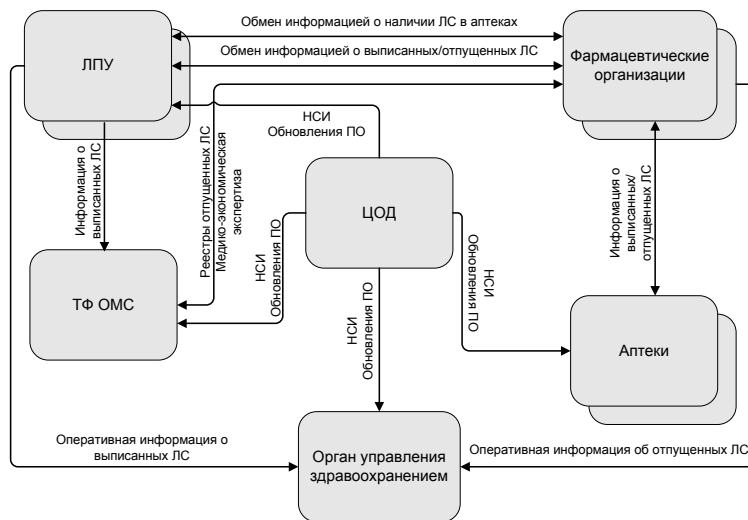 Обмен информацией о наличии ЛС в аптеках
ЛПУ
Обмен информацией о выписанных/отпущенных ЛС
Фармацевтические
организации
НСИ
Обновления ПО
Информация о
выписанных ЛС
Реестры отпущенных ЛС
Медико-экономическая
экспертиза
ЦОД
Информация о
выписанных/
отпущенных ЛС
ТФ ОМС
НСИ
Обновления ПО
НСИ
Обновления ПО
НСИ
Обновления ПО
Аптеки
Оперативная информация о
выписанных ЛС
Орган управления
здравоохранением
Оперативная информация об отпущенных ЛС